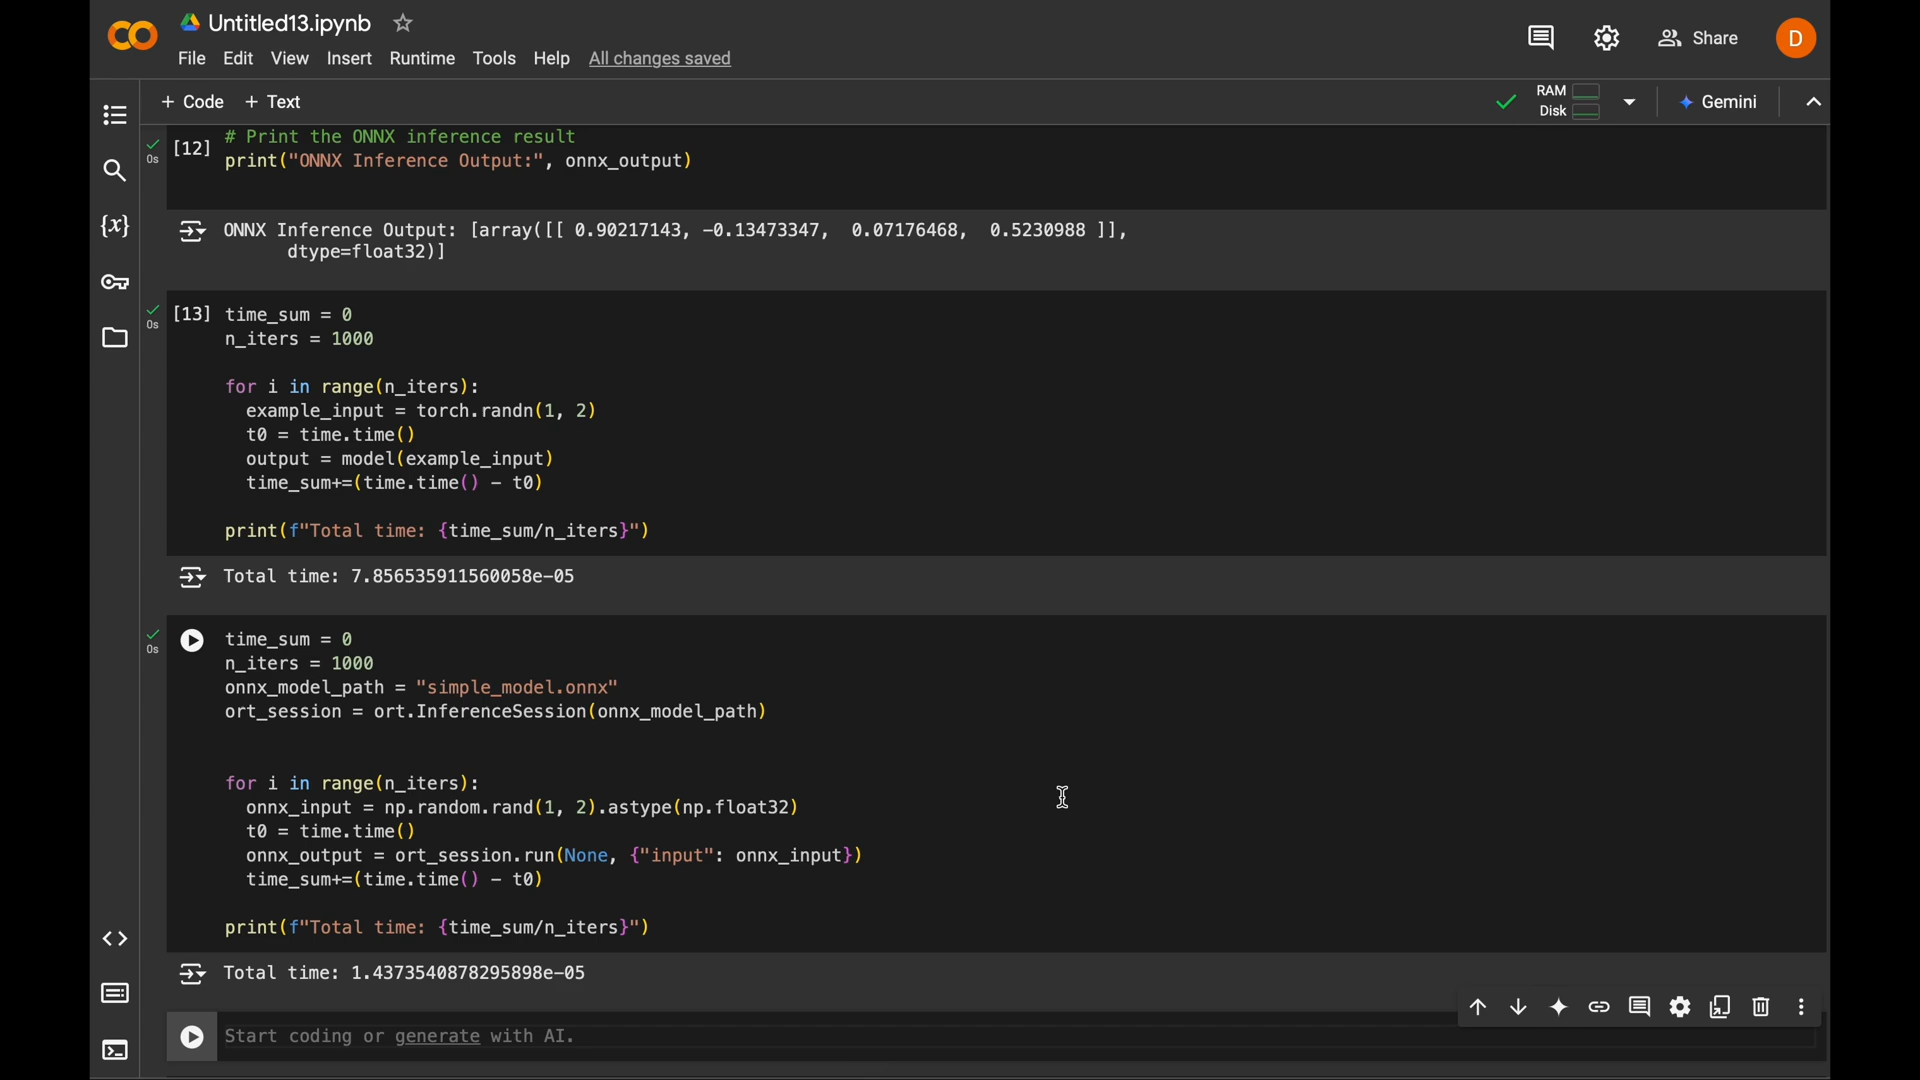 Untitled13.ipynb
File Edit View Insert Runtime Tools Help All changes saved
Share
D
+ Code + Text
RAM
Disk
Gemini
0s
[12]
# Print the ONNX inference result
print("ONNX Inference Output:", onnx_output)
ONNX Inference Output: [array([[ 0.90217143, -0.13473347,  0.07176468,  0.5230988 ]],
      dtype=float32)]
0s
[13]
time_sum = 0
n_iters = 1000
for i in range(n_iters):
  example_input = torch.randn(1, 2)
  t0 = time.time()
  output = model(example_input)
  time_sum+=(time.time() - t0)
print(f"Total time: {time_sum/n_iters}")
Total time: 7.856535911560058e-05
0s
time_sum = 0
n_iters = 1000
onnx_model_path = "simple_model.onnx"
ort_session = ort.InferenceSession(onnx_model_path)
for i in range(n_iters):
  onnx_input = np.random.rand(1, 2).astype(np.float32)
  t0 = time.time()
  onnx_output = ort_session.run(None, {"input": onnx_input})
  time_sum+=(time.time() - t0)
print(f"Total time: {time_sum/n_iters}")
Total time: 1.4373540878295898e-05
Start coding or generate with AI.